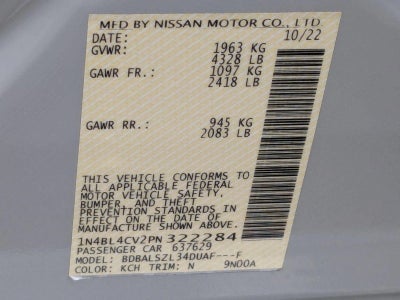 MFD BY NISSAN MOTOR CO., LTD.
DATE: 10/22
GVWR: 1963 KG
4328 LB
GAWR FR.: 1097 KG
2418 LB
GAWR RR.: 945 KG
2083 LB
THIS VEHICLE CONFORMS TO
ALL APPLICABLE FEDERAL
MOTOR VEHICLE SAFETY,
BUMPER, AND THEFT
PREVENTION STANDARDS IN
EFFECT ON THE DATE OF
MANUFACTURE SHOWN ABOVE.
1N4BL4CV2PN 322284
PASSENGER CAR 637629
MODEL: BDBALSZL34DUAF---F
COLOR: KCH TRIM: N 9N00A